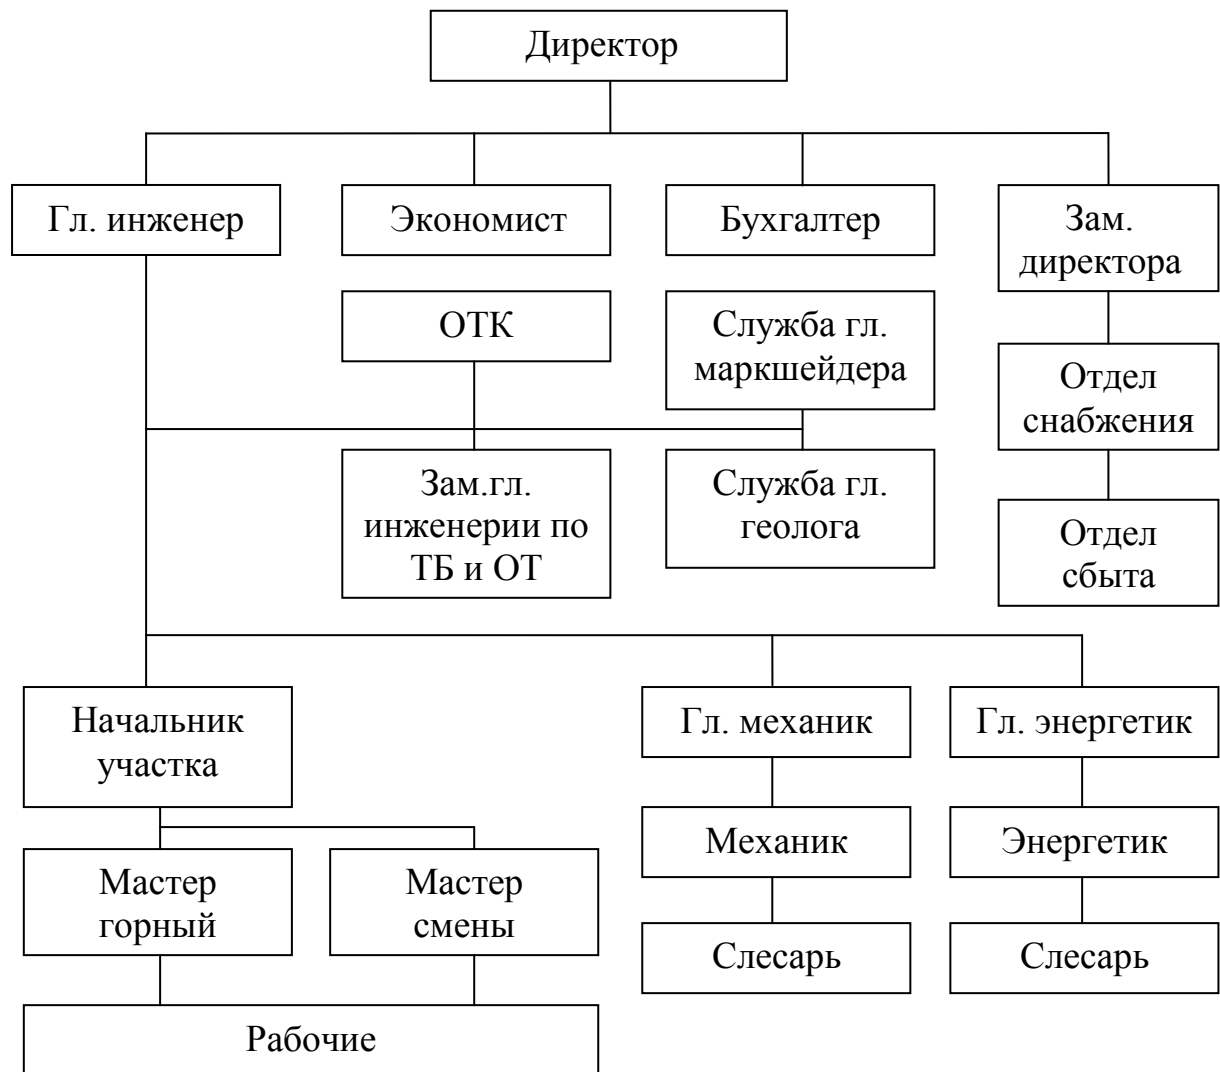 Директор
Гл. инженер
Экономист
Бухгалтер
Зам.
директора
ОТК
Служба гл.
маркшейдера
Отдел
снабжения
Зам.гл.
инженерии по
ТБ и ОТ
Служба гл.
геолога
Отдел
сбыта
Начальник
участка
Гл. механик
Гл. энергетик
Механик
Энергетик
Мастер
горный
Мастер
смены
Слесарь
Слесарь
Рабочие